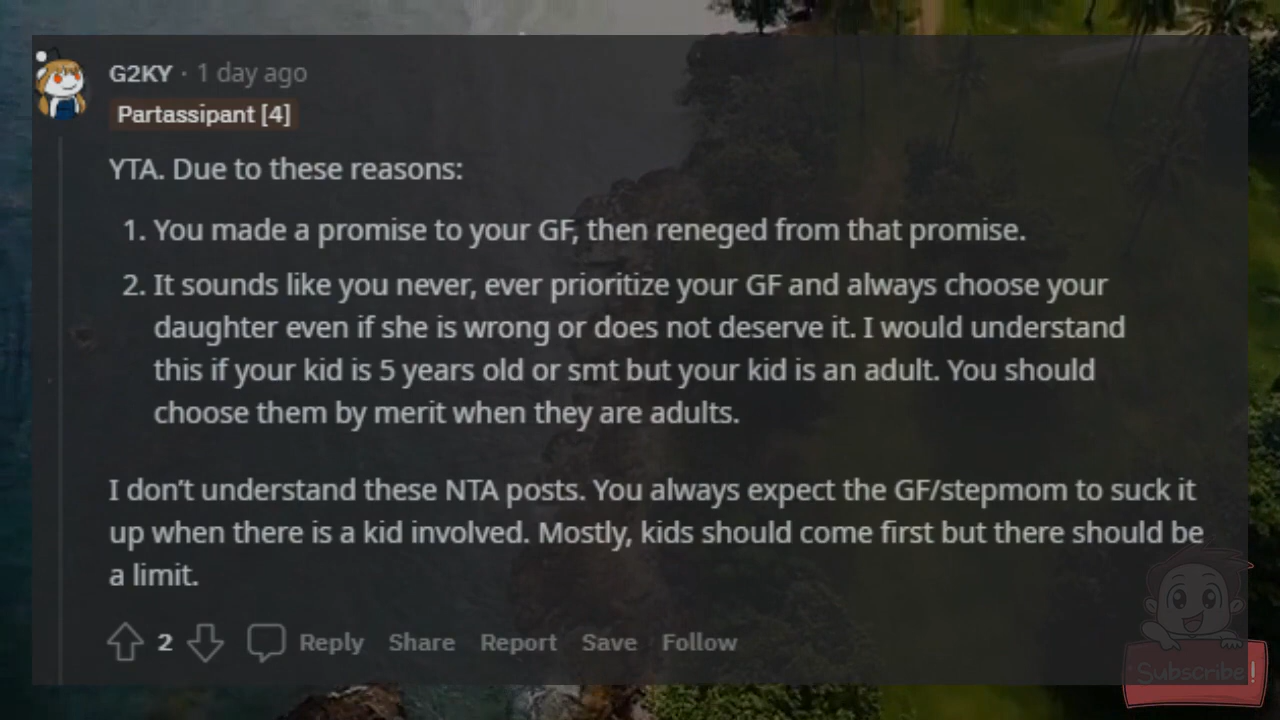 G2KY · 1 day ago
Partassipant [4]
YTA. Due to these reasons:
1. You made a promise to your GF, then reneged from that promise.
2. It sounds like you never, ever prioritize your GF and always choose your
daughter even if she is wrong or does not deserve it. I would understand
this if your kid is 5 years old or smt but your kid is an adult. You should
choose them by merit when they are adults.
I don't understand these NTA posts. You always expect the GF/stepmom to suck it
up when there is a kid involved. Mostly, kids should come first but there should be
a limit.
2 Reply Share Report Save Follow
Subscribe!